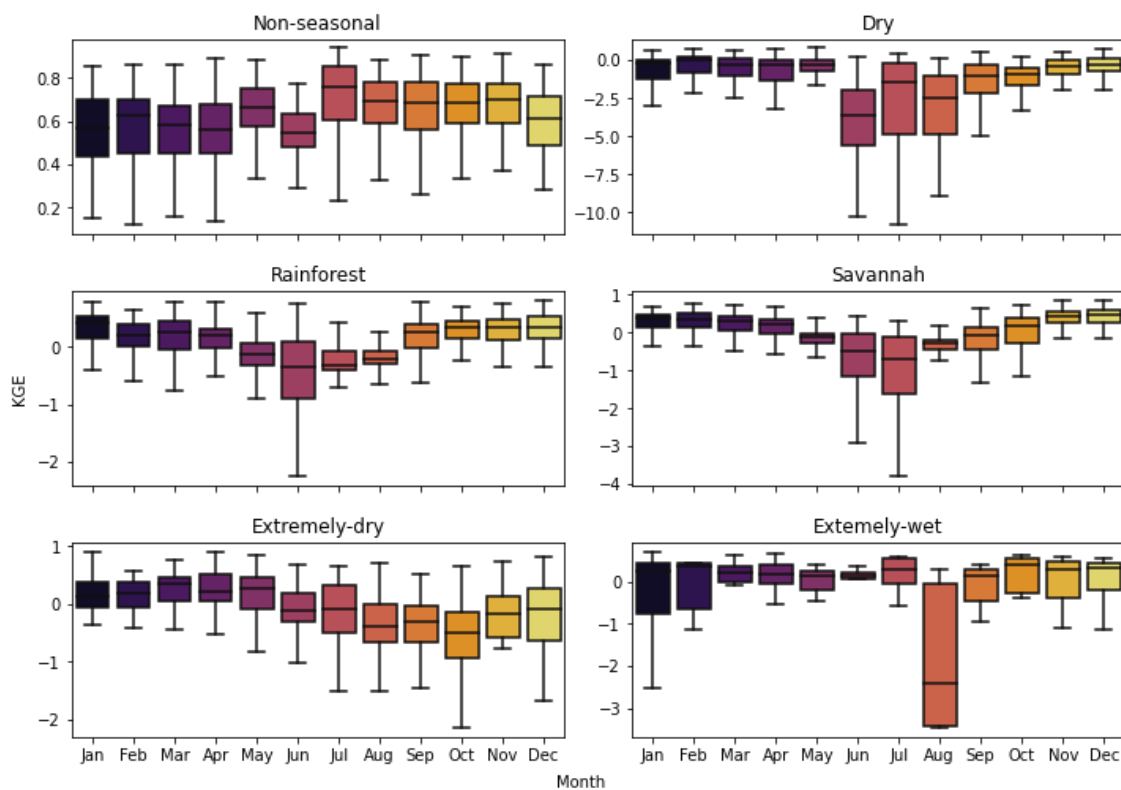 Non-seasonal
Dry
0.8
0.6
0.4
0.2
0.0
−2.5
−5.0
−7.5
−10.0
Rainforest
Savannah
KGE
0
−1
−2
1
0
−1
−2
−3
−4
Extremely-dry
Extemely-wet
1
0
−1
−2
0
−1
−2
−3
Jan Feb Mar Apr May Jun Jul Aug Sep Oct Nov Dec
Jan Feb Mar Apr May Jun Jul Aug Sep Oct Nov Dec
Month